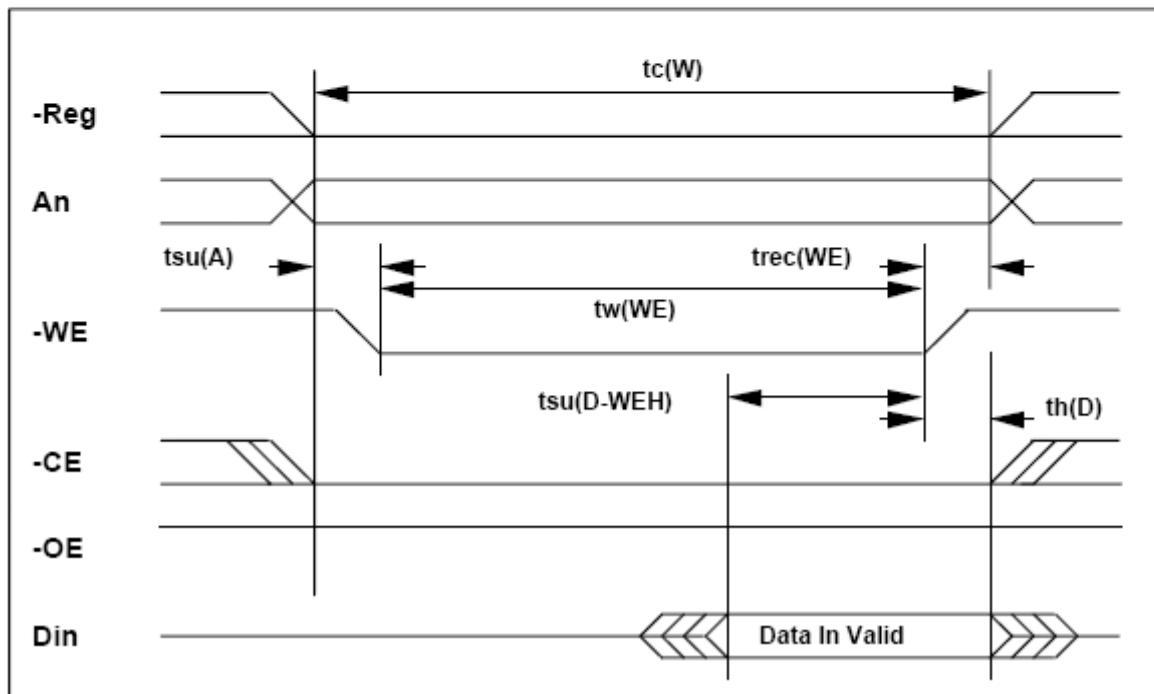 tc(W)
-Reg
An
tsu(A)
trec(WE)
tw(WE)
-WE
tsu(D-WEH)
th(D)
-CE
-OE
Din
Data In Valid